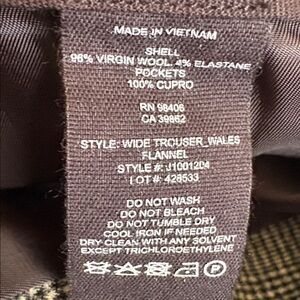 MADE IN VIETNAM
SHELL
96% VIRGIN WOOL, 4% ELASTANE
POCKETS
100% CUPRO
RN 98406
CA 39862
STYLE: WIDE TROUSER_WALES
FLANNEL
STYLE #: J1001204
LOT #: 428533
DO NOT WASH
DO NOT BLEACH
DO NOT TUMBLE DRY
COOL IRON IF NEEDED
DRY CLEAN WITH ANY SOLVENT
EXCEPT TRICHLOROETHYLENE
P